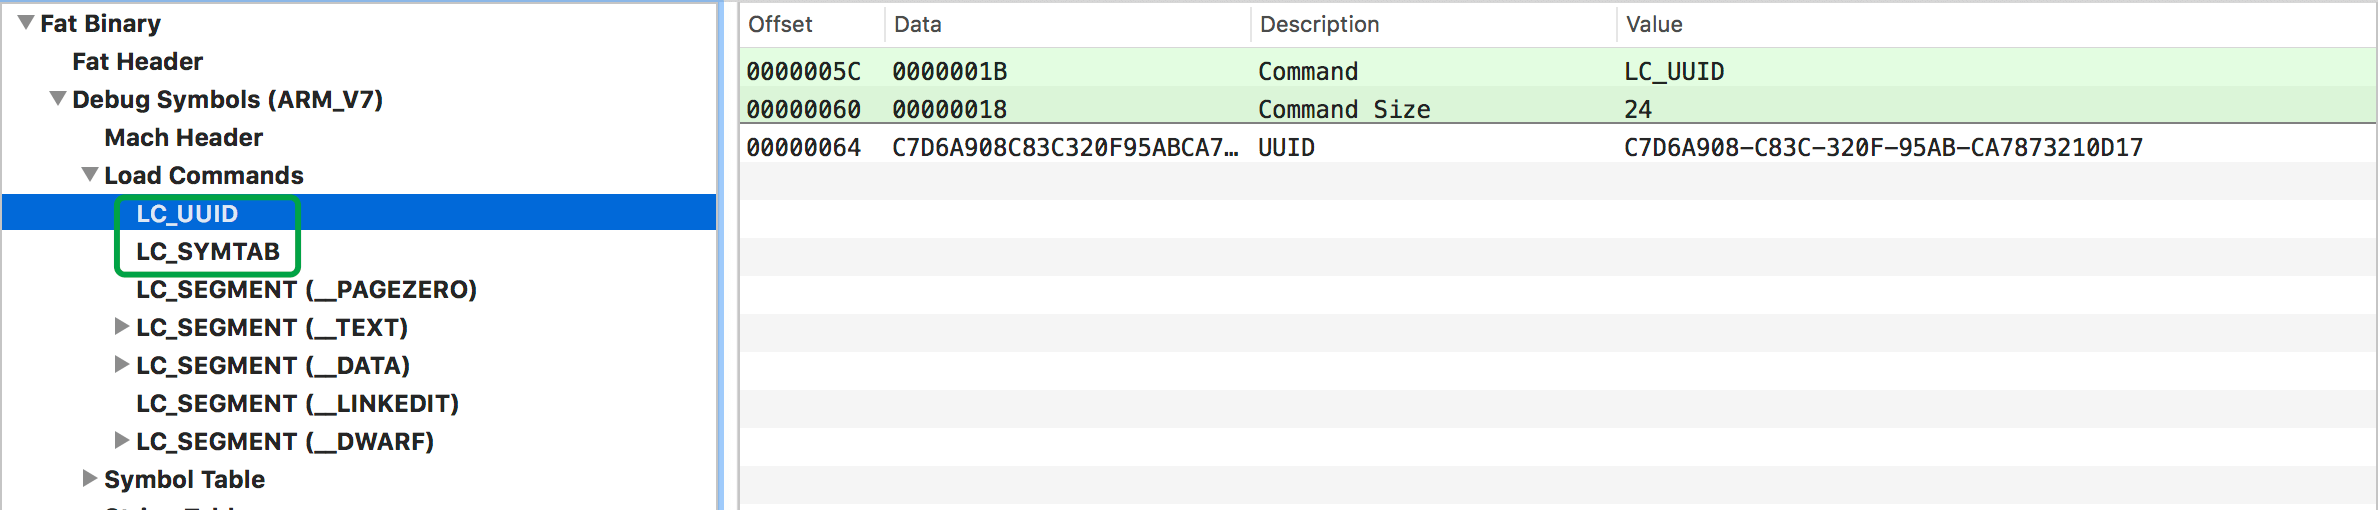 Fat Binary
Fat Header
Debug Symbols (ARM_V7)
Mach Header
Load Commands
LC_UUID
LC_SYMTAB
LC_SEGMENT (__PAGEZERO)
LC_SEGMENT (__TEXT)
LC_SEGMENT (__DATA)
LC_SEGMENT (__LINKEDIT)
LC_SEGMENT (__DWARF)
Symbol Table
Offset Data Description Value
0000005C 0000001B Command LC_UUID
00000060 00000018 Command Size 24
00000064 C7D6A908C83C320F95ABCA7… UUID C7D6A908-C83C-320F-95AB-CA7873210D17